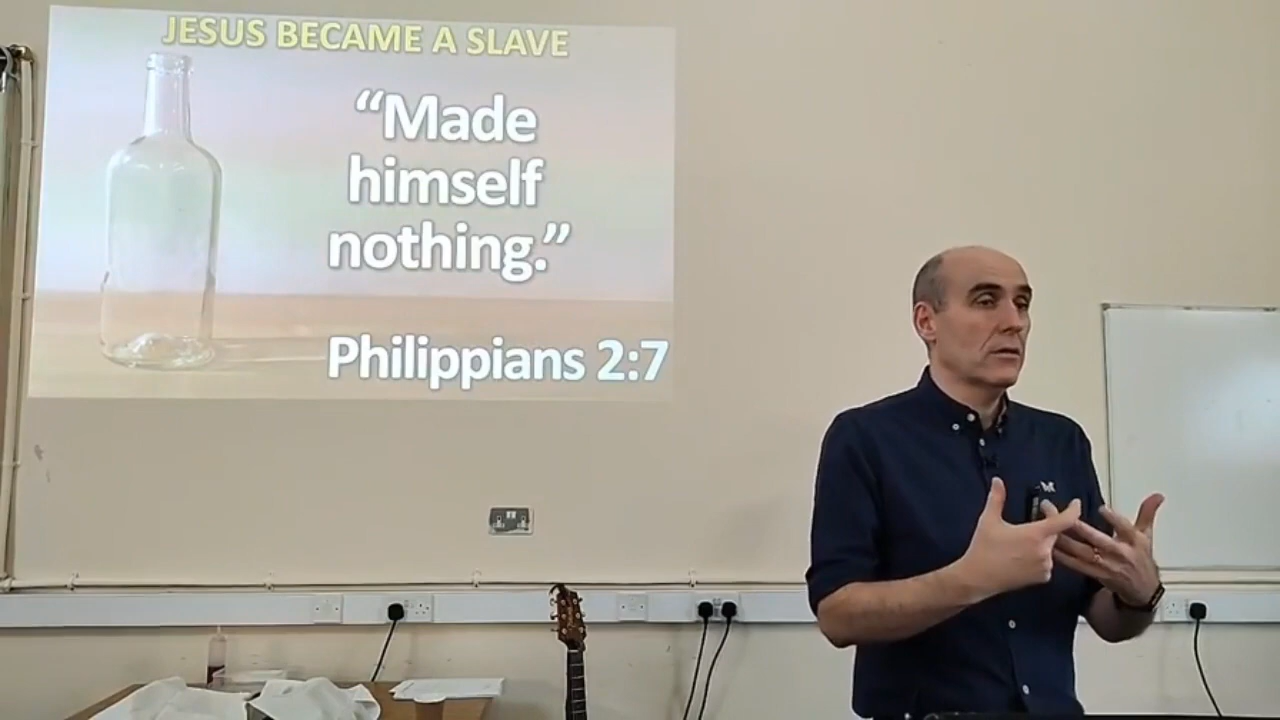 JESUS BECAME A SLAVE
“Made
himself
nothing.”
Philippians 2:7